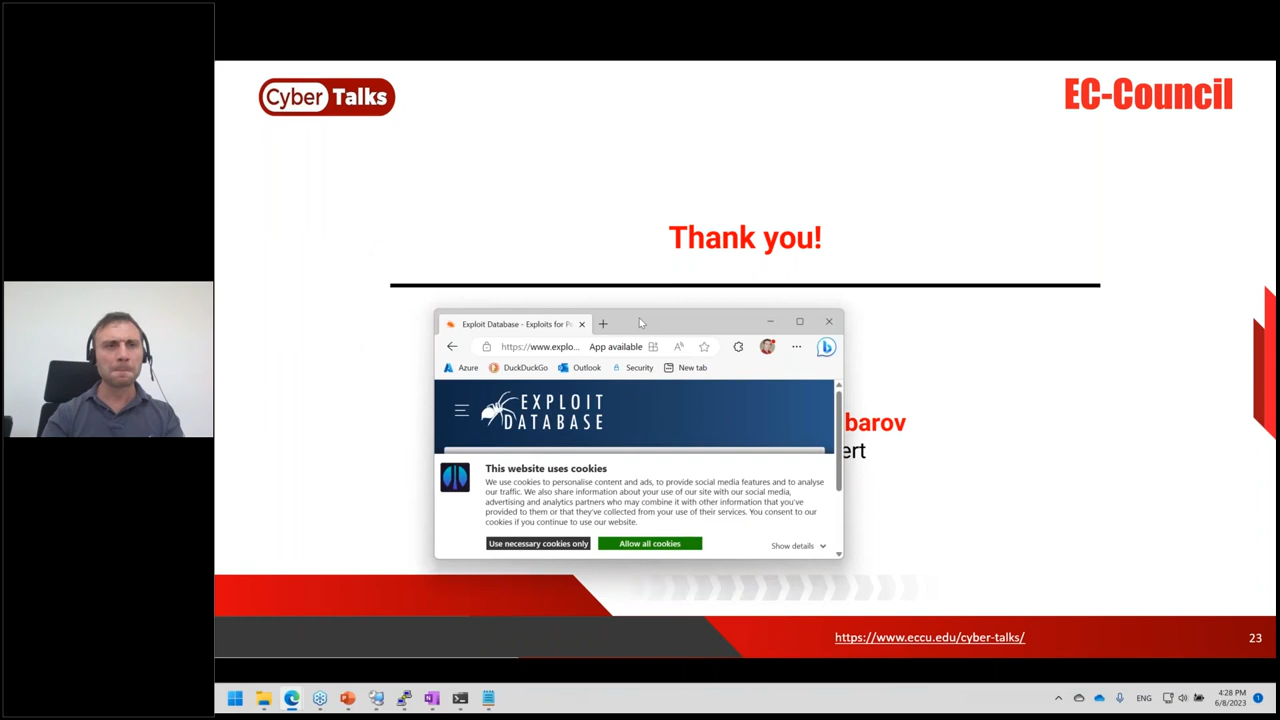 Cyber Talks
EC-Council
Thank you!
Exploit Database - Exploits for Pe
https://www.explo... App available
Azure DuckDuckGo Outlook Security New tab
EXPLOIT
DATABASE
barov
ert
This website uses cookies
We use cookies to personalise content and ads, to provide social media features and to analyse
our traffic. We also share information about your use of our site with our social media,
advertising and analytics partners who may combine it with other information that you've
provided to them or that they've collected from your use of their services. You consent to our
cookies if you continue to use our website.
Use necessary cookies only Allow all cookies Show details
https://www.eccu.edu/cyber-talks/ 23
ENG 4:28 PM
6/8/2023